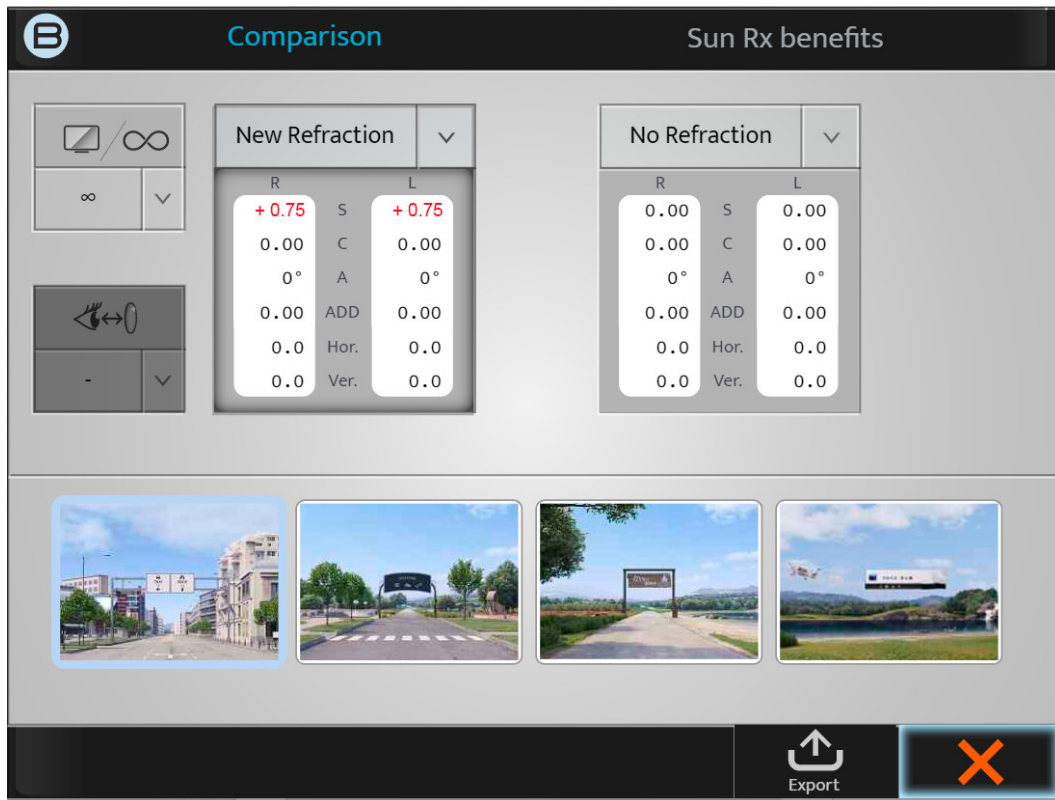 B Comparison Sun Rx benefits
New Refraction No Refraction
∞
R L R L
+ 0.75 S + 0.75 0.00 S 0.00
0.00 C 0.00 0.00 C 0.00
0° A 0° 0° A 0°
0.00 ADD 0.00 0.00 ADD 0.00
- 0.0 Hor. 0.0 0.0 Hor. 0.0
0.0 Ver. 0.0 0.0 Ver. 0.0
Export